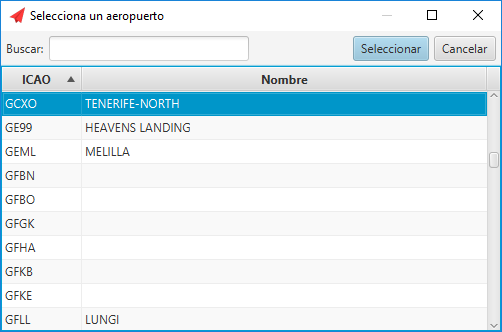 Selecciona un aeropuerto
Buscar: Seleccionar Cancelar
ICAO Nombre
GCXO TENERIFE-NORTH
GE99 HEAVENS LANDING
GEML MELILLA
GFBN
GFBO
GFGK
GFHA
GFKB
GFKE
GFLL LUNGI